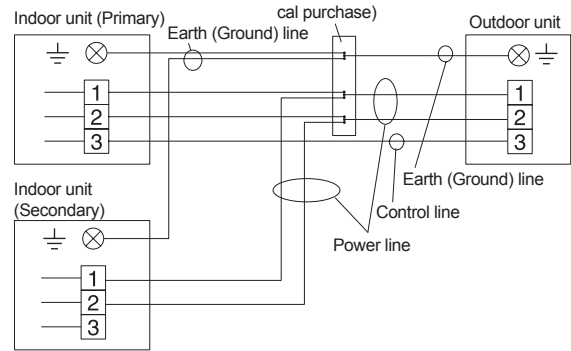 Indoor unit (Primary)
Earth (Ground) line
cal purchase)
Outdoor unit
1
2
3
1
2
3
Earth (Ground) line
Control line
Power line
Indoor unit
(Secondary)
1
2
3